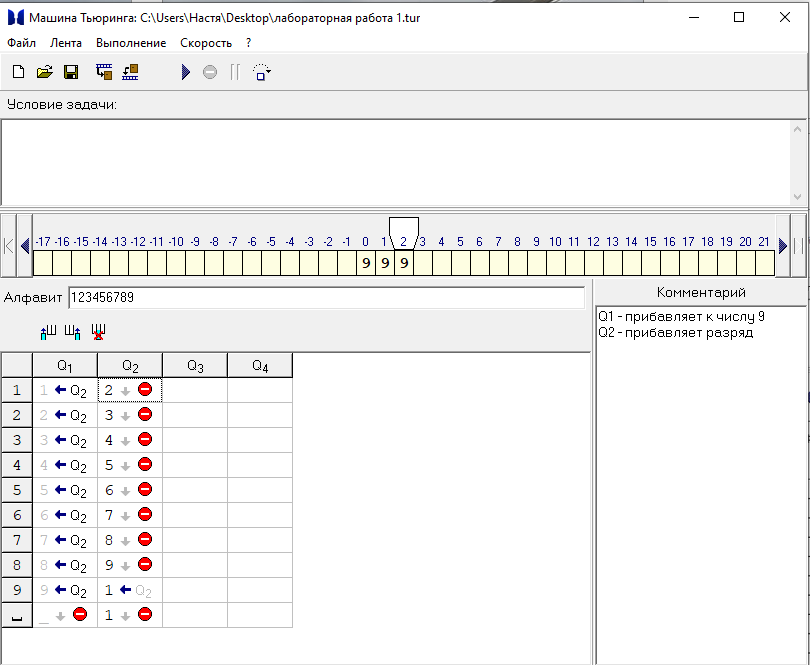 Машина Тьюринга: C:\Users\Настя\Desktop\лабораторная работа 1.tur
Файл Лента Выполнение Скорость ?
Условие задачи:
-17 -16 -15 -14 -13 -12 -11 -10 -9 -8 -7 -6 -5 -4 -3 -2 -1 0 1 2 3 4 5 6 7 8 9 10 11 12 13 14 15 16 17 18 19 20 21
9 9 9
Алфавит 123456789
Комментарий
Q1 - прибавляет к числу 9
Q2 - прибавляет разряд
Q1 Q2 Q3 Q4
1 1 ← Q2 2 ↓
2 2 ← Q2 3 ↓
3 3 ← Q2 4 ↓
4 4 ← Q2 5 ↓
5 5 ← Q2 6 ↓
6 6 ← Q2 7 ↓
7 7 ← Q2 8 ↓
8 8 ← Q2 9 ↓
9 9 ← Q2 1 ← Q2
_ _ ↓ 1 ↓